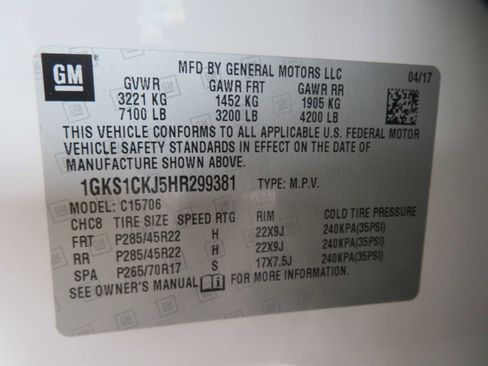 GM
MFD BY GENERAL MOTORS LLC 04/17
GVWR GAWR FRT GAWR RR
3221 KG 1452 KG 1905 KG
7100 LB 3200 LB 4200 LB
THIS VEHICLE CONFORMS TO ALL APPLICABLE U.S. FEDERAL MOTOR
VEHICLE SAFETY STANDARDS IN EFFECT ON THE DATE OF
MANUFACTURE SHOWN ABOVE.
1GKS1CKJ5HR299381 TYPE: M.P.V.
MODEL: C15706
CHC8 TIRE SIZE SPEED RTG RIM COLD TIRE PRESSURE
FRT P285/45R22 H 22X9J 240KPA(35PSI)
RR P285/45R22 H 22X9J 240KPA(35PSI)
SPA P265/70R17 S 17X7.5J 240KPA(35PSI)
SEE OWNER'S MANUAL FOR MORE INFORMATION.